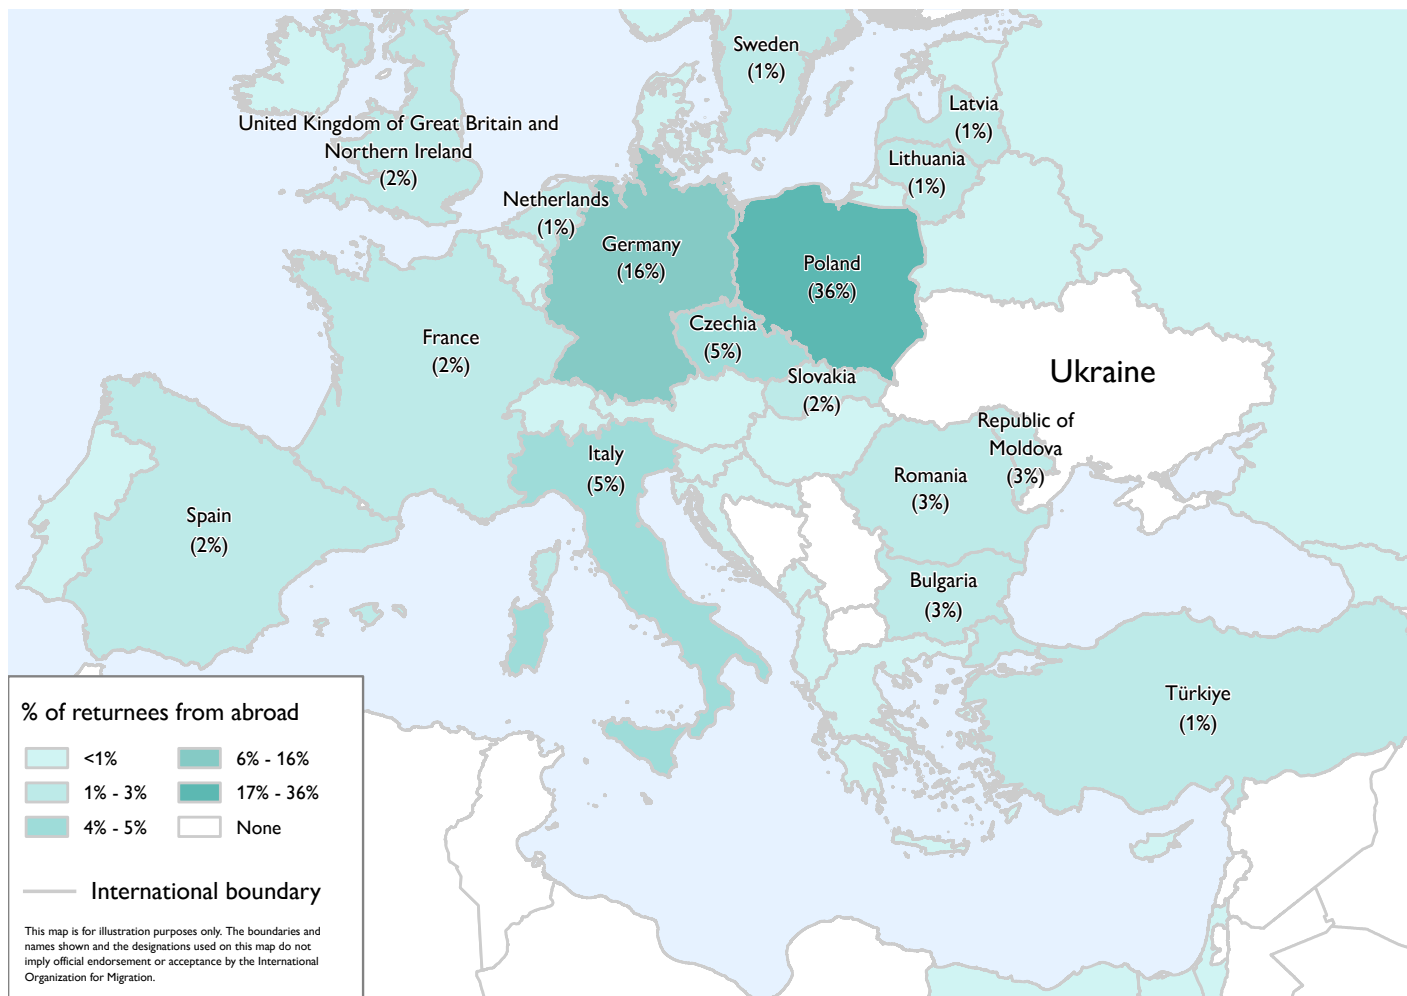 Sweden
(1%)
Latvia
(1%)
United Kingdom of Great Britain and
Northern Ireland
(2%)
Lithuania
(1%)
Netherlands
(1%)
Germany
(16%)
Poland
(36%)
France
(2%)
Czechia
(5%)
Slovakia
(2%)
Ukraine
Republic of
Moldova
(3%)
Italy
(5%)
Romania
(3%)
Spain
(2%)
Bulgaria
(3%)
Türkiye
(1%)
% of returnees from abroad
<1%
6% - 16%
1% - 3%
17% - 36%
4% - 5%
None
International boundary
This map is for illustration purposes only. The boundaries and
names shown and the designations used on this map do not
imply official endorsement or acceptance by the International
Organization for Migration.